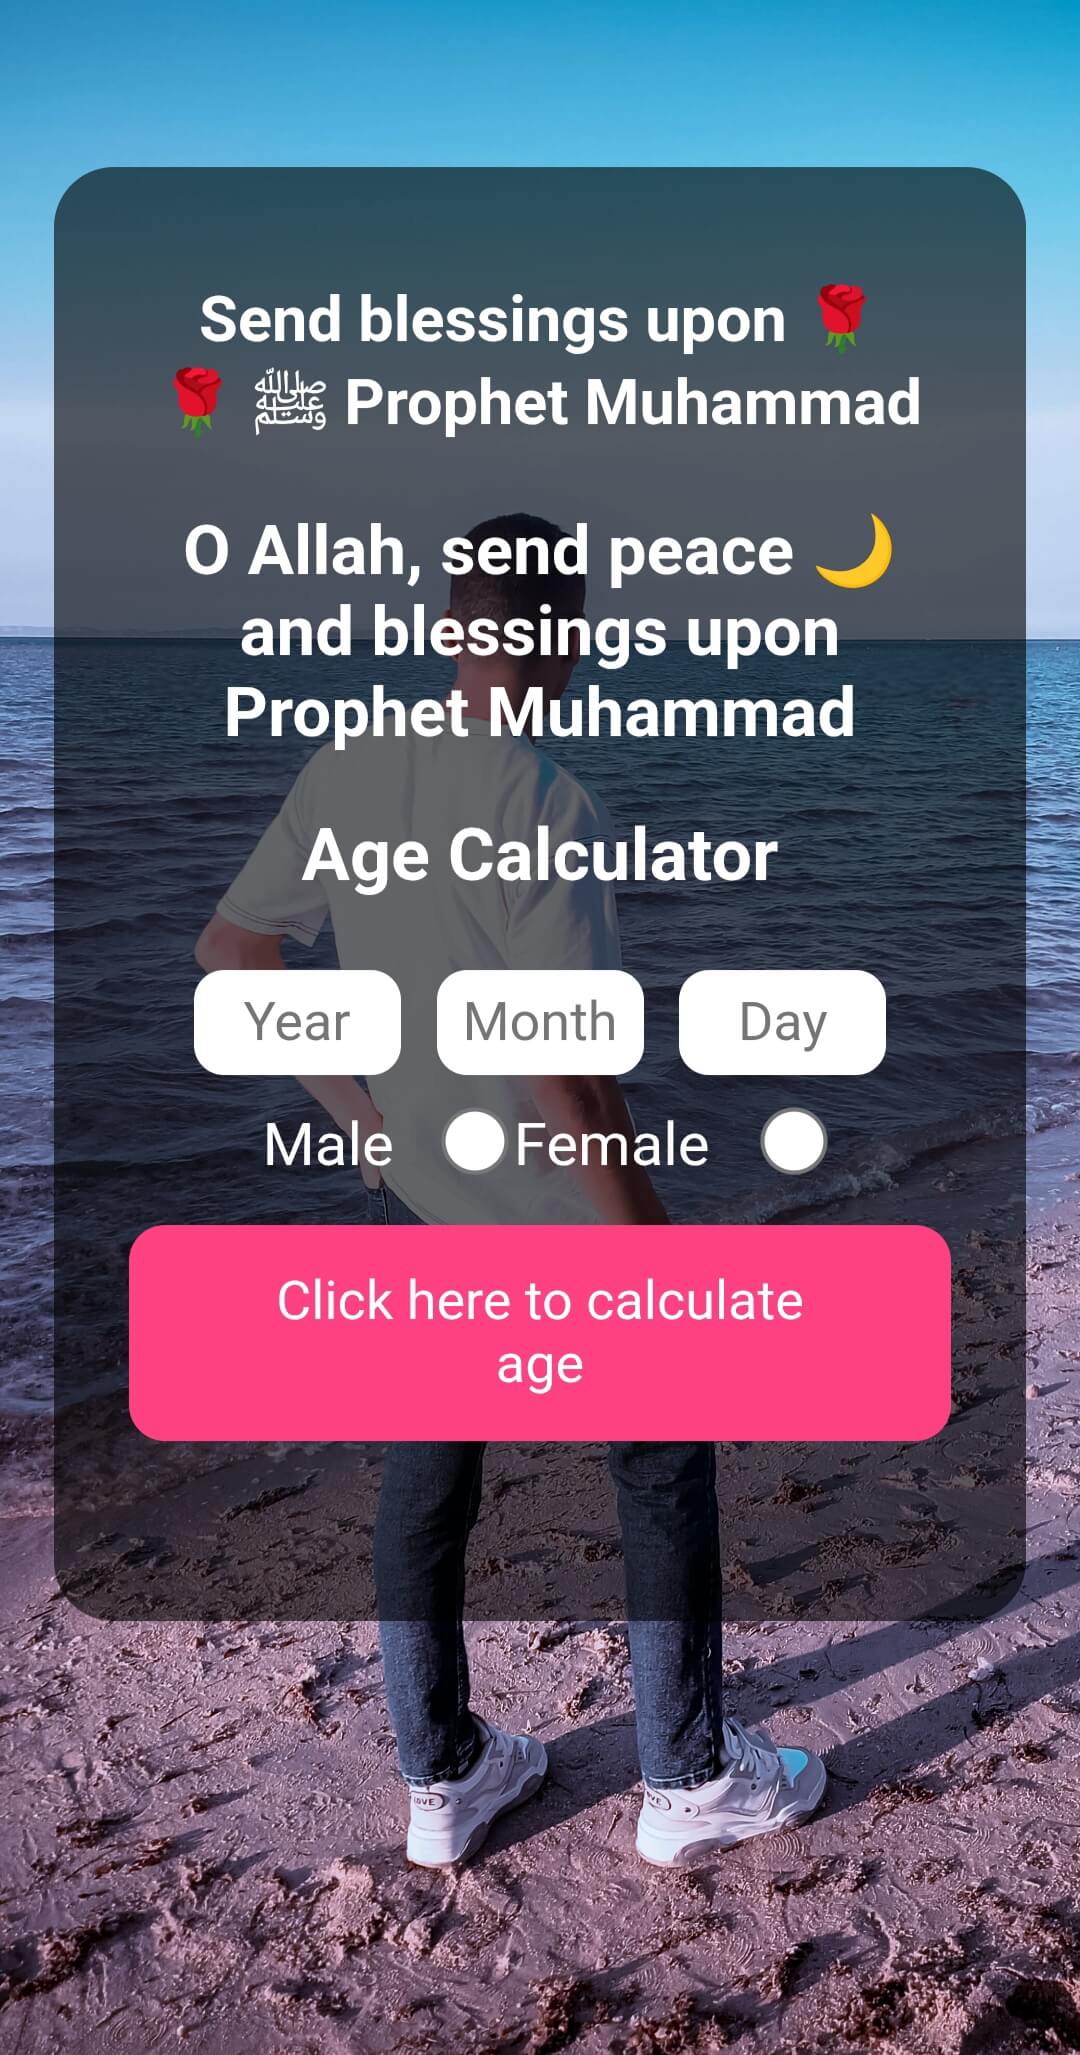 Send blessings upon 🌹
🌹 ﷺ Prophet Muhammad
O Allah, send peace 🌙
and blessings upon
Prophet Muhammad
Age Calculator
Year Month Day
Male Female
Click here to calculate
age
LOVE